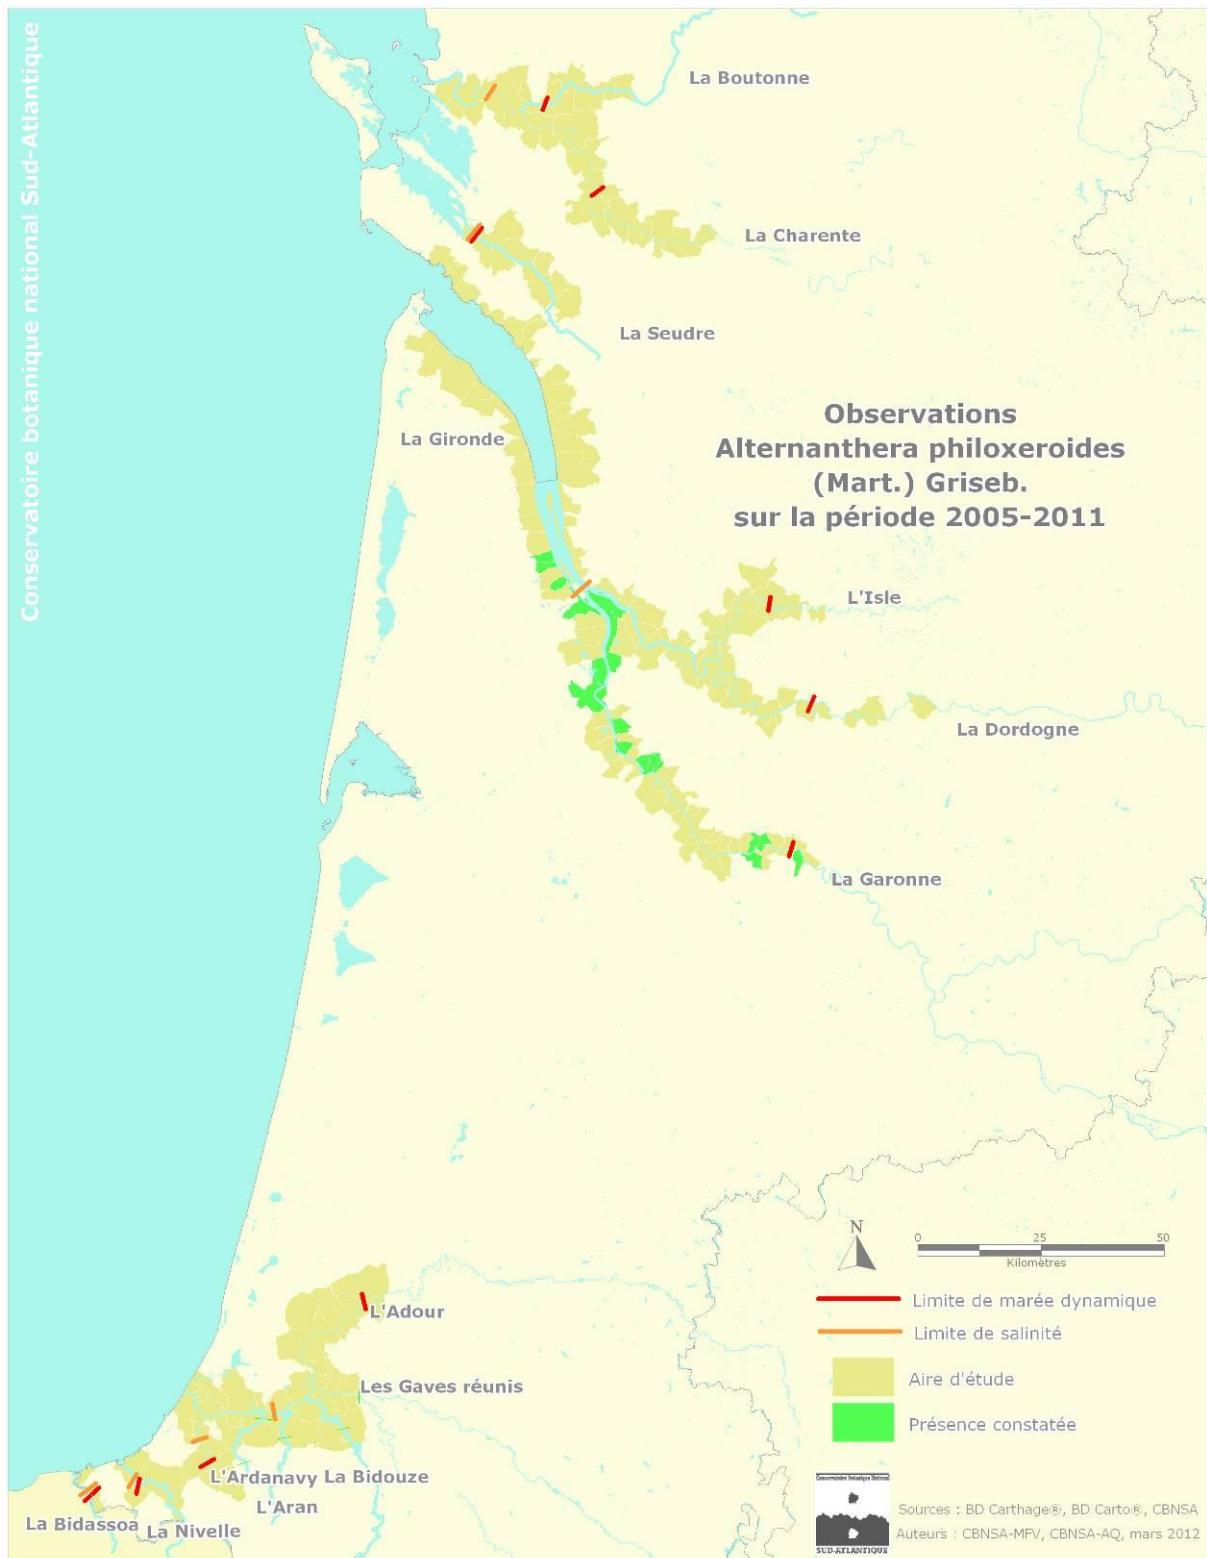 Conservatoire botanique national Sud-Atlantique
La Boutonne
La Charente
La Seudre
Observations
Alternanthera philoxeroides
(Mart.) Griseb.
sur la période 2005-2011
La Gironde
L'Isle
La Dordogne
La Garonne
N
0 25 50
Kilomètres
Limite de marée dynamique
Limite de salinité
Aire d'étude
Présence constatée
L'Adour
Les Gaves réunis
L'Ardanavy La Bidouze
L'Aran
La Bidassoa La Nivelle
Conservatoire Botanique National
SUD-ATLANTIQUE
Sources : BD Carthage®, BD Carto®, CBNSA
Auteurs : CBNSA-MFV, CBNSA-AQ, mars 2012